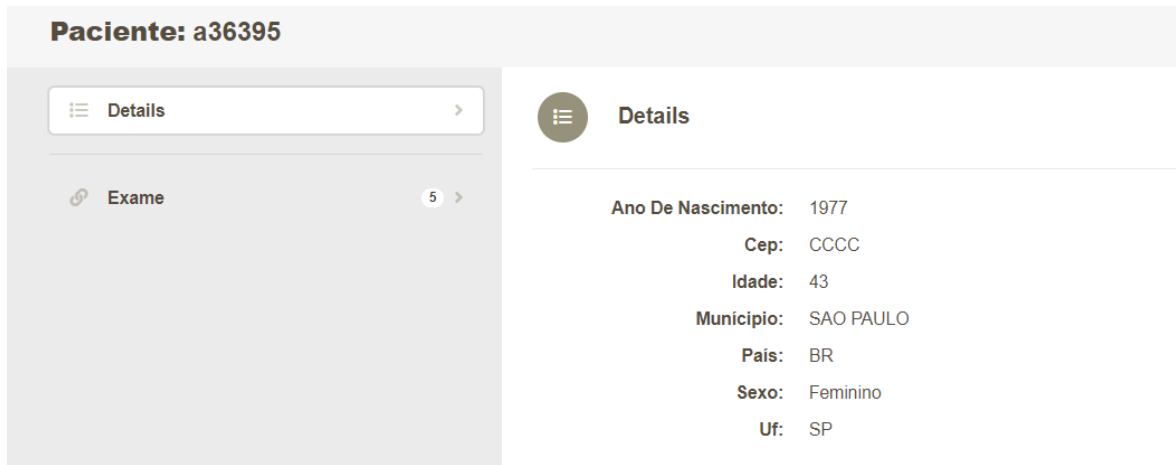 Paciente: a36395
Details
Exame 5
Details
Ano De Nascimento: 1977
Cep: CCCC
Idade: 43
Município: SAO PAULO
País: BR
Sexo: Feminino
Uf: SP